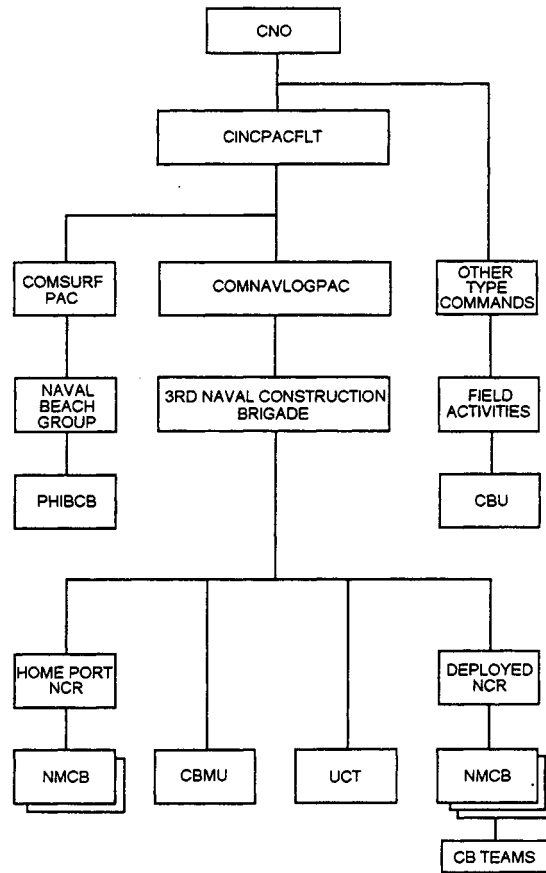 CNO
CINCPACFLT
COMSURF
PAC
COMNAVLOGPAC
OTHER
TYPE
COMMANDS
NAVAL
BEACH
GROUP
3RD NAVAL CONSTRUCTION
BRIGADE
FIELD
ACTIVITIES
PHIBCB
CBU
HOME PORT
NCR
DEPLOYED
NCR
NMCB
CBMU
UCT
NMCB
CB TEAMS